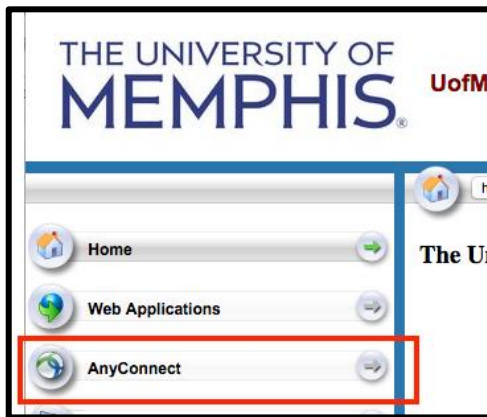 THE UNIVERSITY OF
MEMPHIS®
UofM
h
Home
The U
Web Applications
AnyConnect